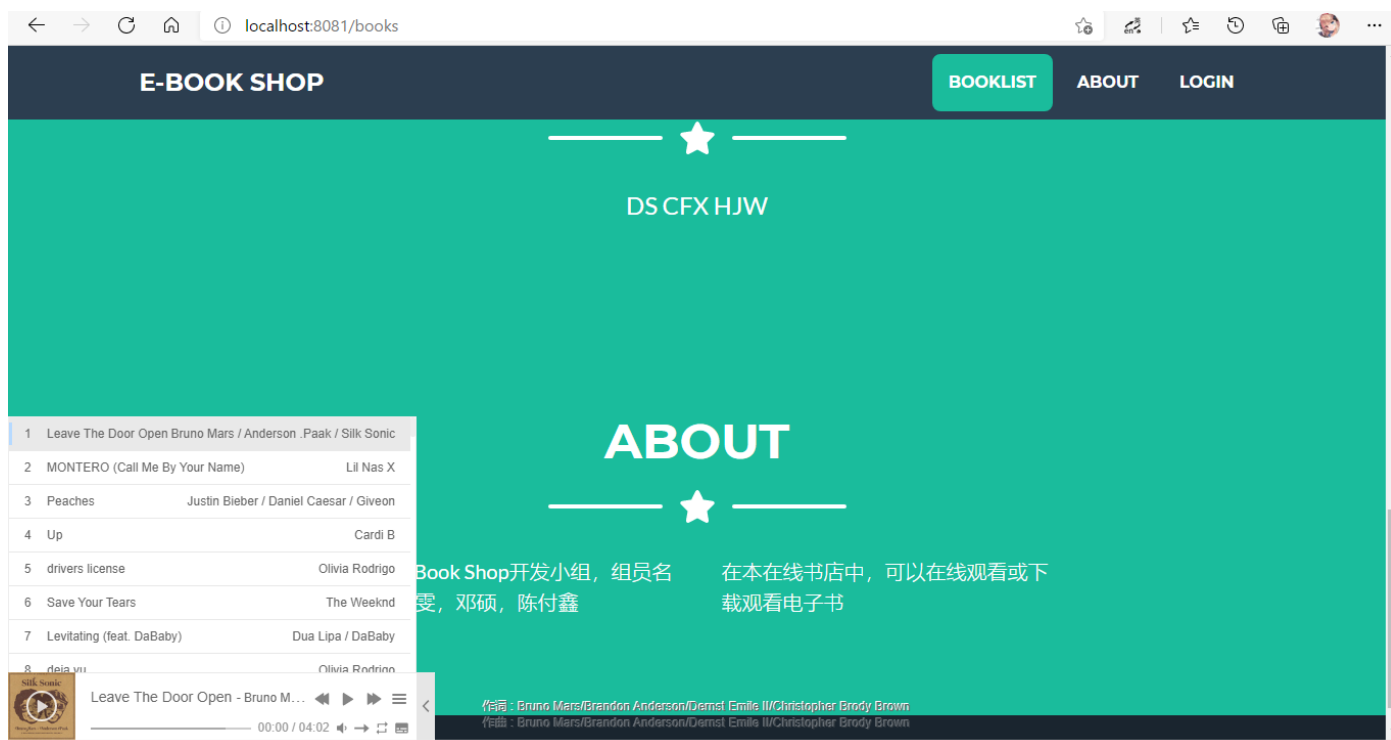 localhost:8081/books
E-BOOK SHOP
BOOKLIST
ABOUT
LOGIN
DS CFX HJW
ABOUT
Book Shop开发小组，组员名
雯，邓硕，陈付鑫
在本在线书店中，可以在线观看或下
载观看电子书
1 Leave The Door Open Bruno Mars / Anderson .Paak / Silk Sonic
2 MONTERO (Call Me By Your Name) Lil Nas X
3 Peaches Justin Bieber / Daniel Caesar / Giveon
4 Up Cardi B
5 drivers license Olivia Rodrigo
6 Save Your Tears The Weeknd
7 Levitating (feat. DaBaby) Dua Lipa / DaBaby
8 deja vu Olivia Rodrigo
Silk Sonic
Leave The Door Open - Bruno M...
00:00 / 04:02
作词 : Bruno Mars/Brandon Anderson/Dernst Emile II/Christopher Brody Brown
作曲 : Bruno Mars/Brandon Anderson/Dernst Emile II/Christopher Brody Brown